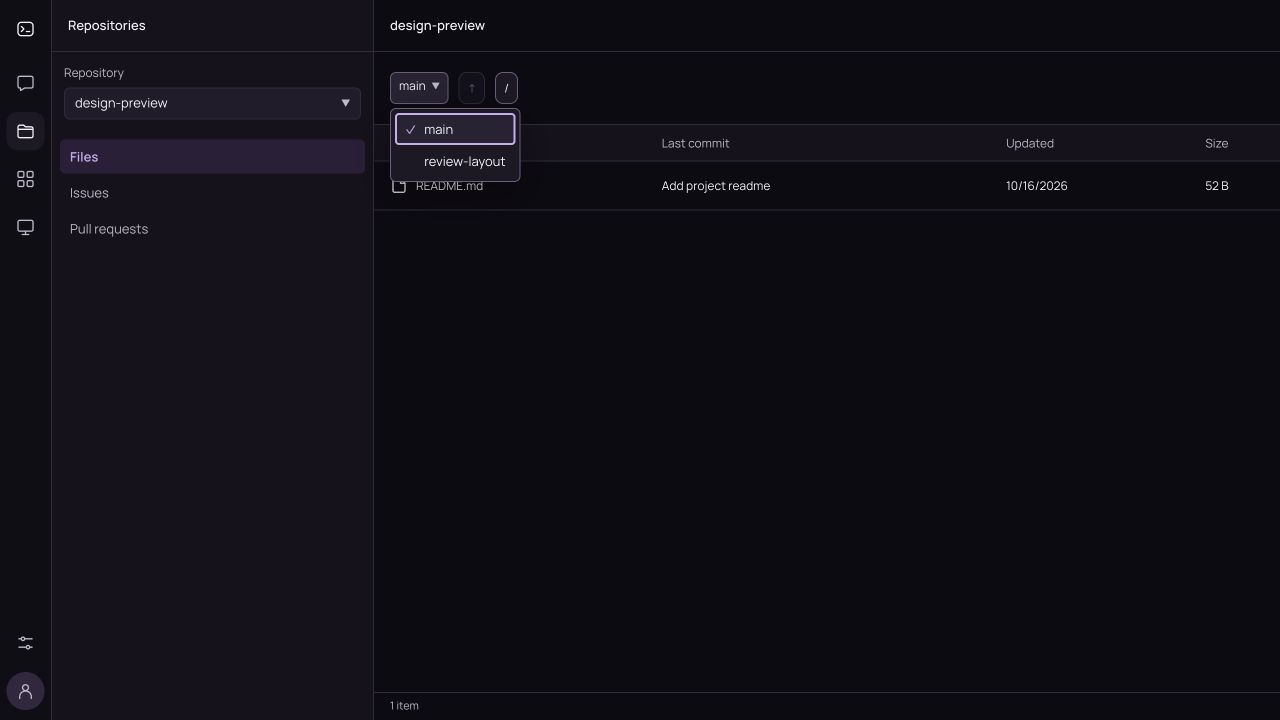 Repositories
design-preview
Repository
design-preview
Files
Issues
Pull requests
main
/
main
review-layout
Last commit
Updated
Size
README.md
Add project readme
10/16/2026
52 B
1 item